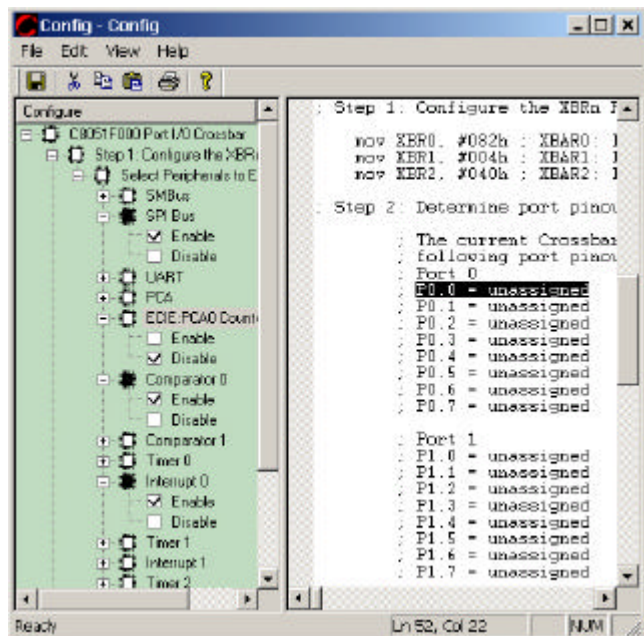 Config - Config
File Edit View Help
Configure
C8051F000 Port I/O Crossbar
Step 1: Configure the XBR
Select Peripherals to E
SMBus
SPI Bus
Enable
Disable
UART
PCA
ECIE:PCA0 Count
Enable
Disable
Comparator 0
Enable
Disable
Comparator 1
Timer 0
Interrupt 0
Enable
Disable
Timer 1
Interrupt 1
Timer 2
; Step 1: Configure the XBRn
mov XBR0, #082h ; XBAR0:
mov XBR1, #004h ; XBAR1:
mov XBR2, #040h ; XBAR2:
; Step 2: Determine port pinou
; The current Crossbar
; following port pinou
; Port 0
; P0.0 = unassigned
; P0.1 = unassigned
; P0.2 = unassigned
; P0.3 = unassigned
; P0.4 = unassigned
; P0.5 = unassigned
; P0.6 = unassigned
; P0.7 = unassigned
; Port 1
; P1.0 = unassigned
; P1.1 = unassigned
; P1.2 = unassigned
; P1.3 = unassigned
; P1.4 = unassigned
; P1.5 = unassigned
; P1.6 = unassigned
; P1.7 = unassigned
Ready Ln 52, Col 22 NUM